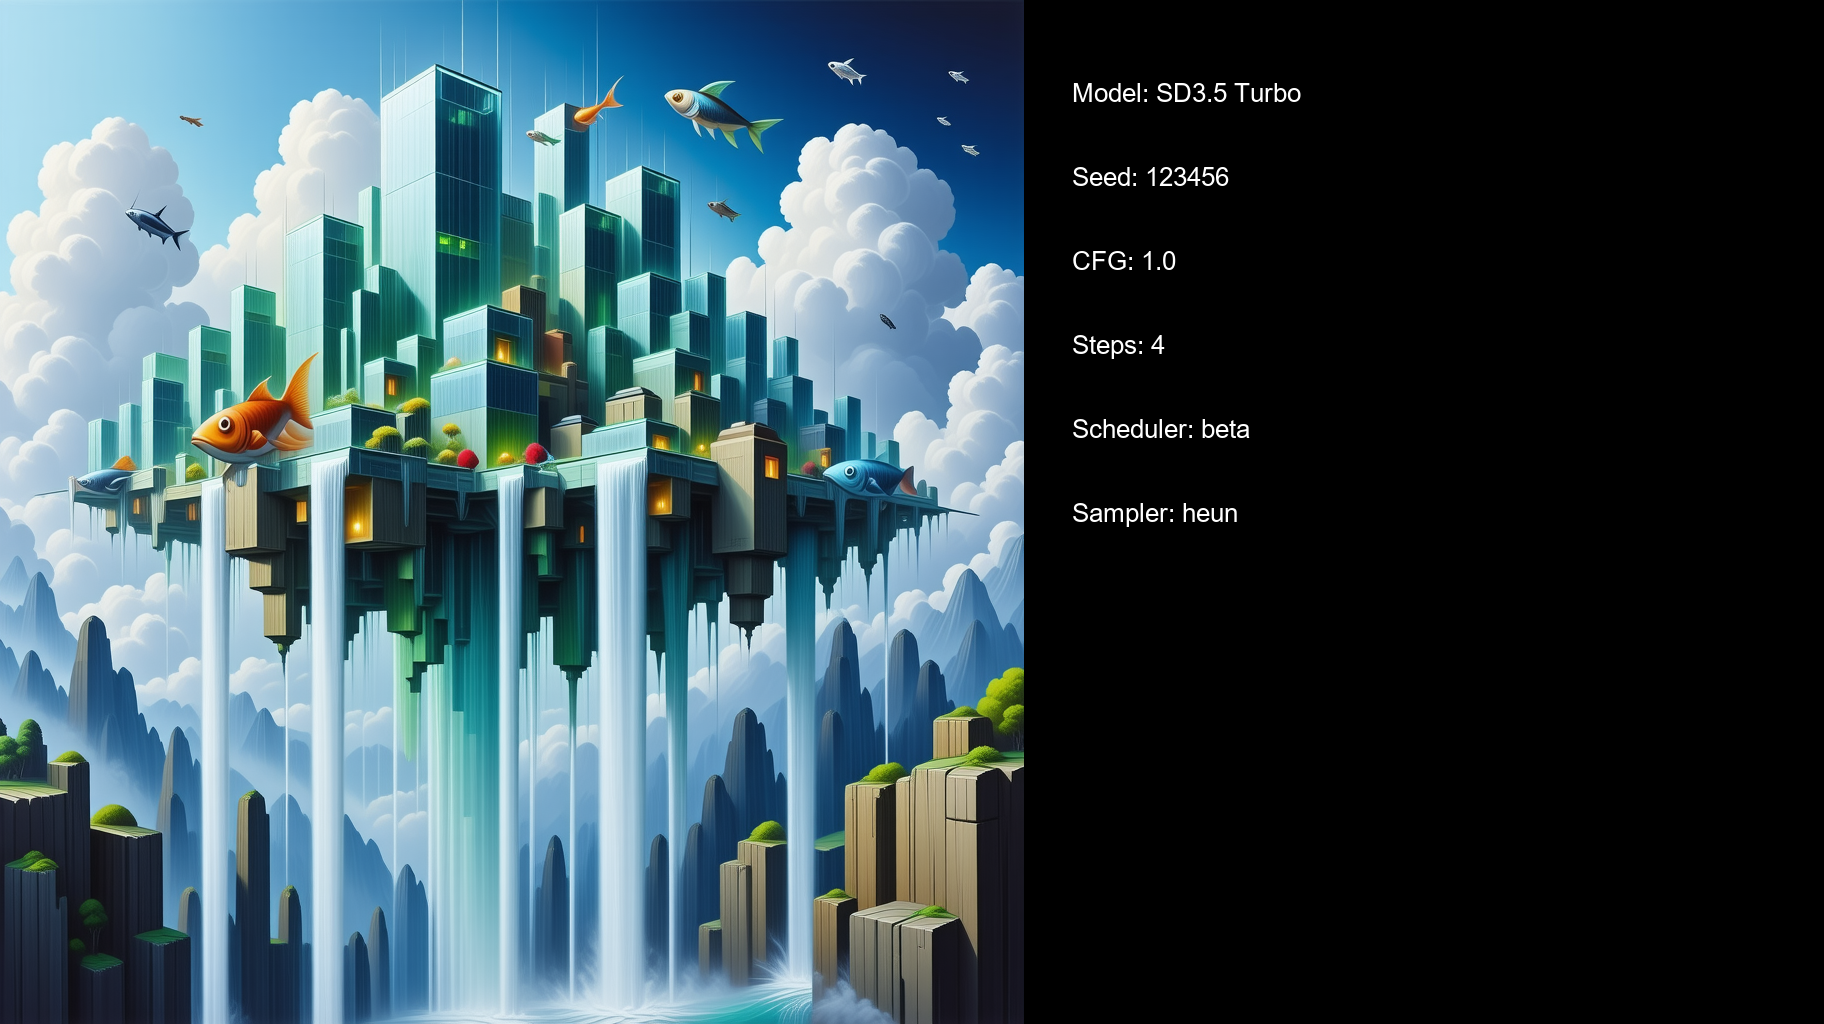 Model: SD3.5 Turbo
Seed: 123456
CFG: 1.0
Steps: 4
Scheduler: beta
Sampler: heun